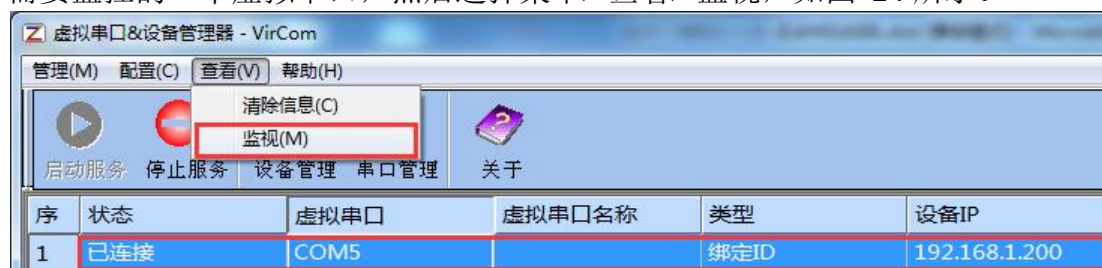 虚拟串口&设备管理器 - VirCom
管理(M) 配置(C) 查看(V) 帮助(H)
清除信息(C)
监视(M)
启动服务 停止服务 设备管理 串口管理 关于
序 状态 虚拟串口 虚拟串口名称 类型 设备IP
1 已连接 COM5 绑定ID 192.168.1.200